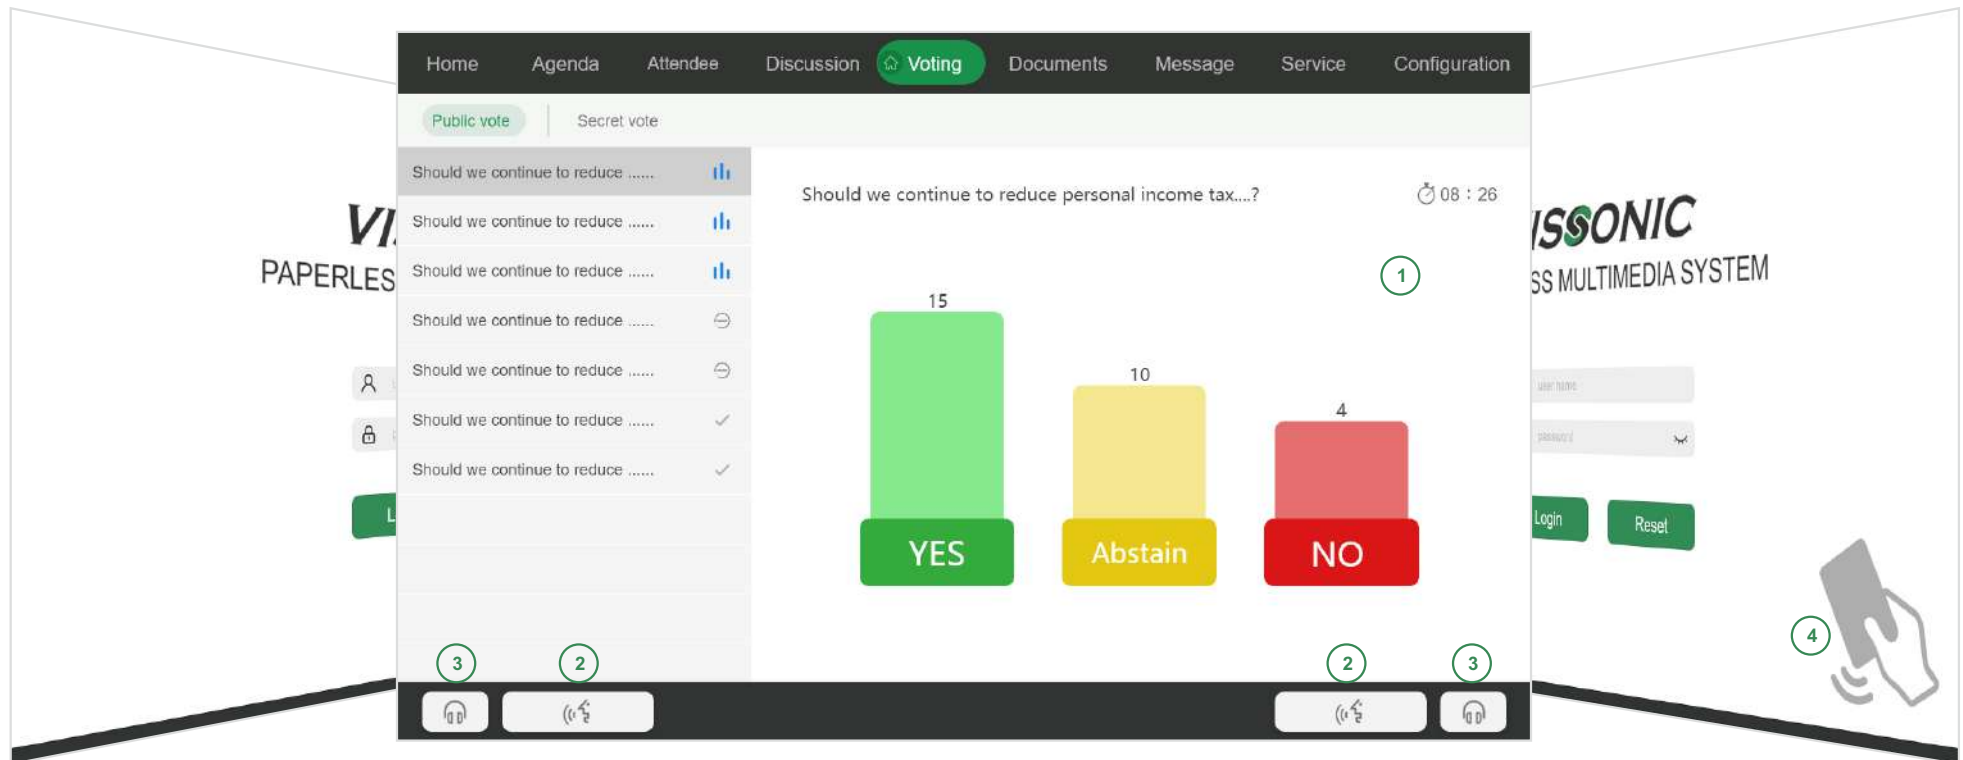 Home Agenda Attendee Discussion Voting Documents Message Service Configuration
Public vote Secret vote
Should we continue to reduce ......
Should we continue to reduce ......
Should we continue to reduce ......
Should we continue to reduce ......
Should we continue to reduce ......
Should we continue to reduce ......
Should we continue to reduce ......
Should we continue to reduce personal income tax....?
08 : 26
1
15
10
4
YES
Abstain
NO
3
2
2
3
VI
PAPERLES
L
ISSONIC
SS MULTIMEDIA SYSTEM
user name
password
Login
Reset
4